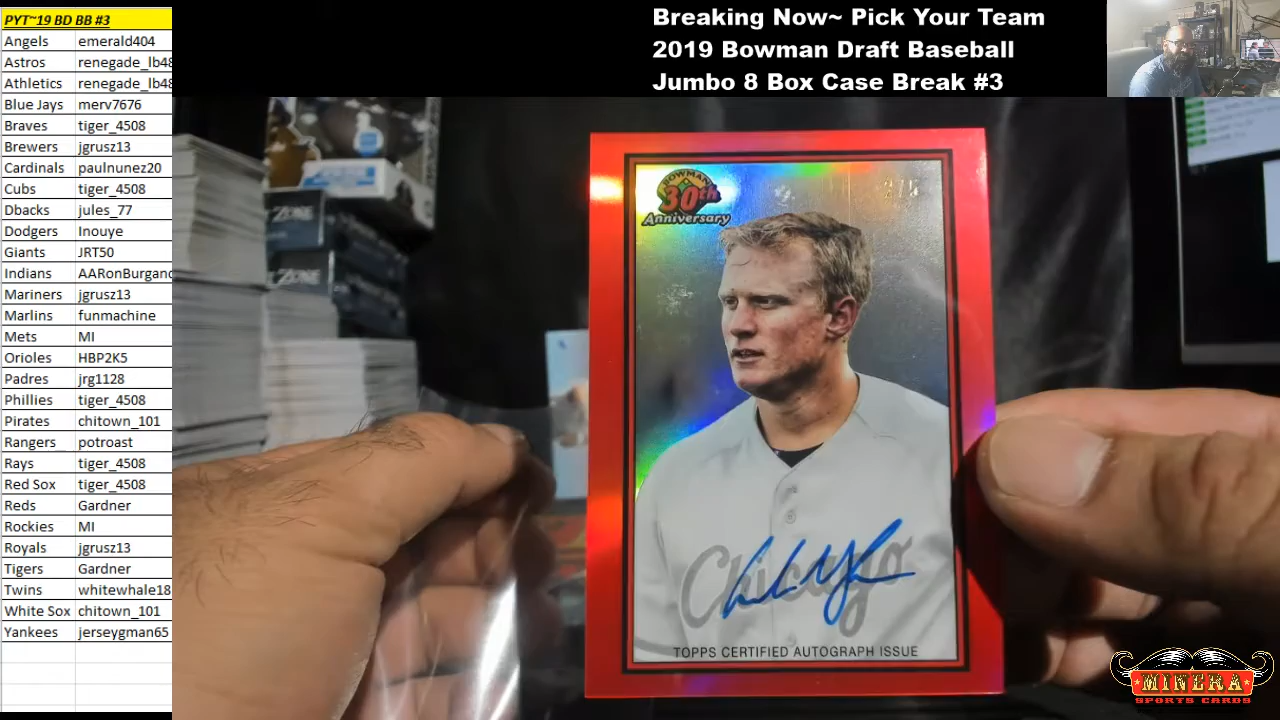 PYT~19 BD BB #3
Angels emerald404
Astros renegade_lb48
Athletics renegade_lb48
Blue Jays merv7676
Braves tiger_4508
Brewers jgrusz13
Cardinals paulnunez20
Cubs tiger_4508
Dbacks jules_77
Dodgers Inouye
Giants JRT50
Indians AARonBurgand
Mariners jgrusz13
Marlins funmachine
Mets MI
Orioles HBP2K5
Padres jrg1128
Phillies tiger_4508
Pirates chitown_101
Rangers potroast
Rays tiger_4508
Red Sox tiger_4508
Reds Gardner
Rockies MI
Royals jgrusz13
Tigers Gardner
Twins whitewhale18
White Sox chitown_101
Yankees jerseygman65
Breaking Now~ Pick Your Team
2019 Bowman Draft Baseball
Jumbo 8 Box Case Break #3
ZONE
ZONE
BOWMAN
30th
Anniversary
Chicago
TOPPS CERTIFIED AUTOGRAPH ISSUE
MINERA
SPORTS CARDS